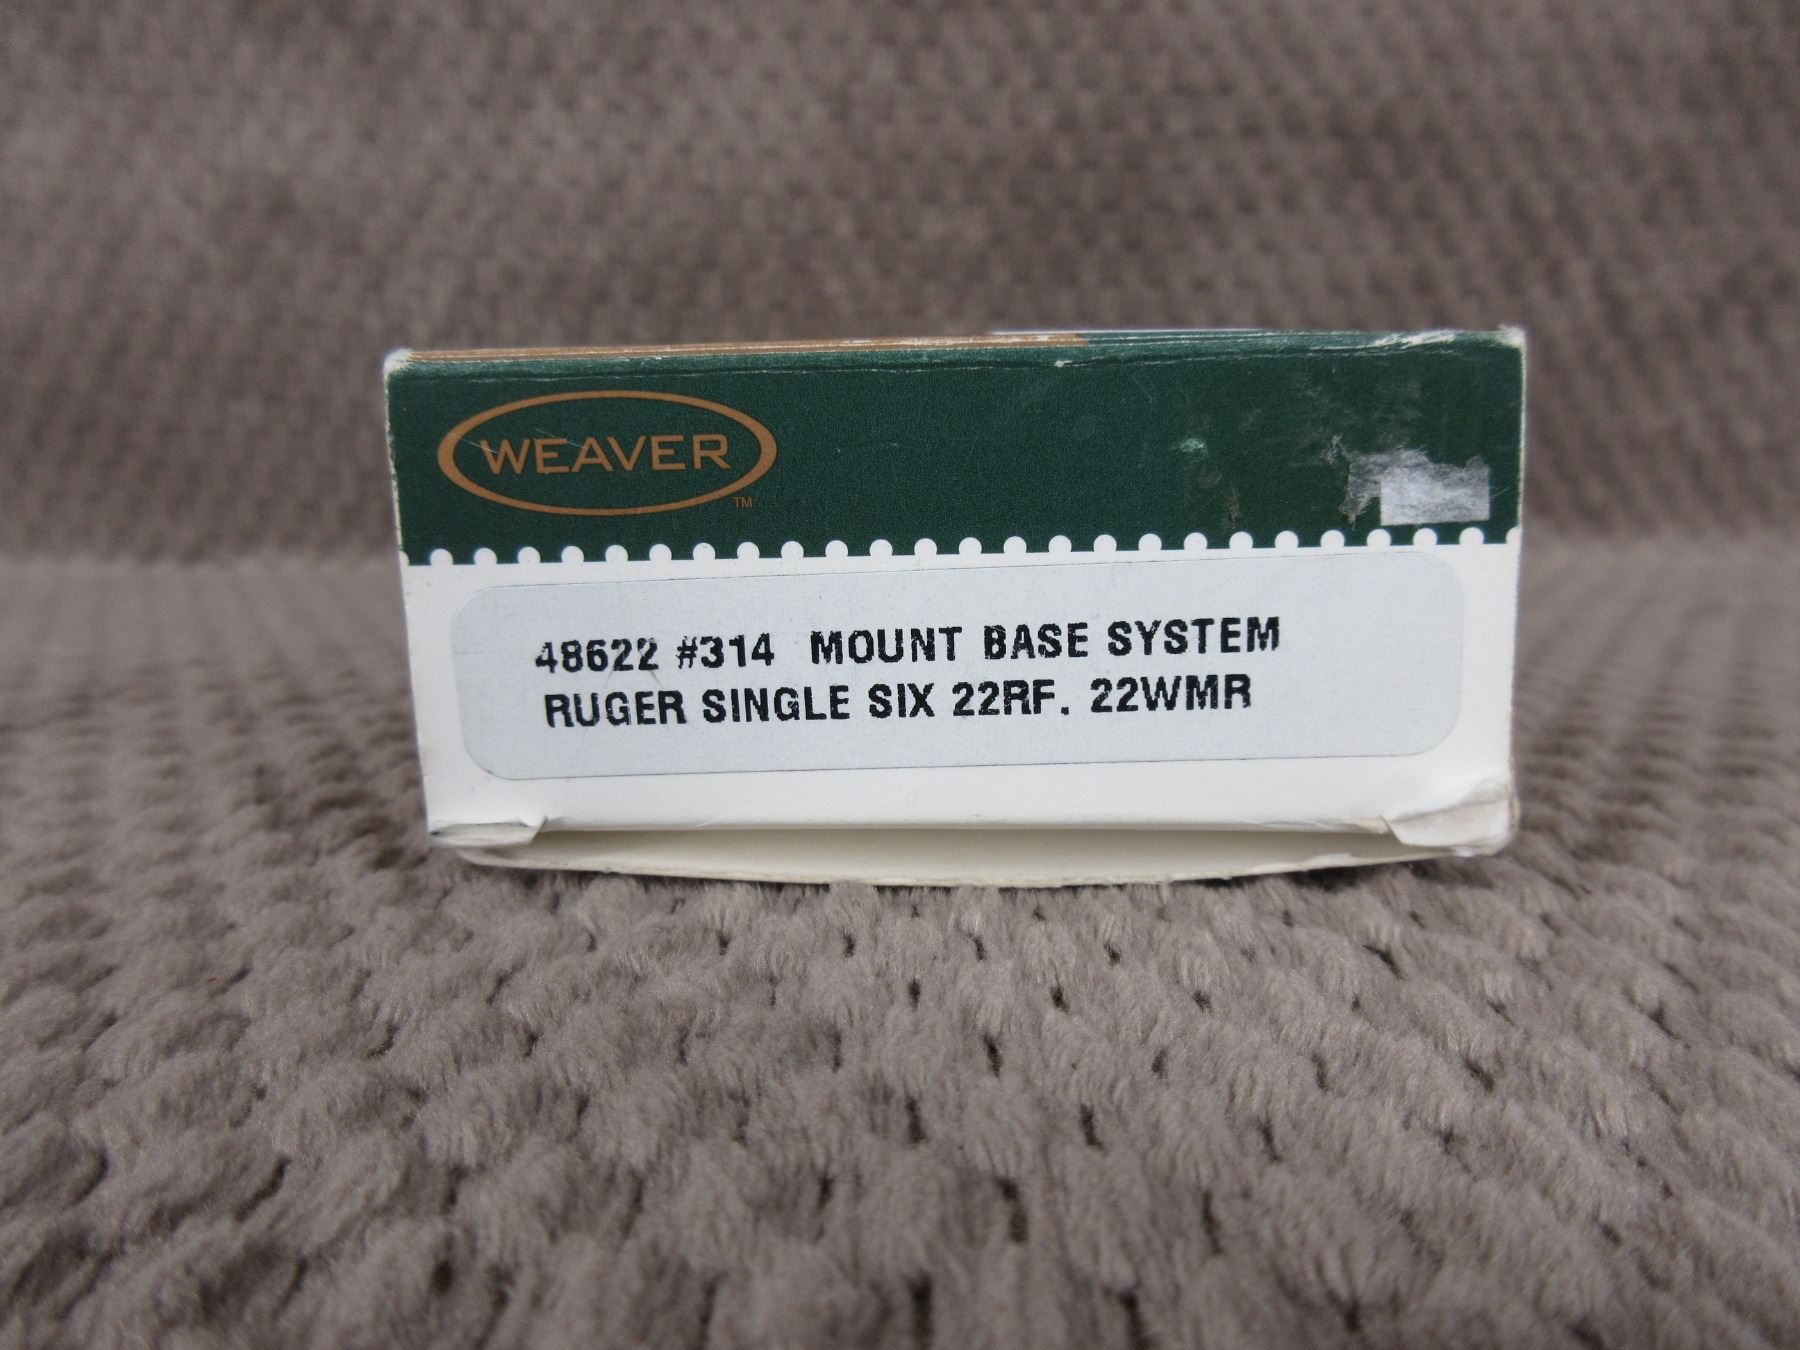 WEAVER
TM
48622 #314 MOUNT BASE SYSTEM
RUGER SINGLE SIX 22RF. 22WMR